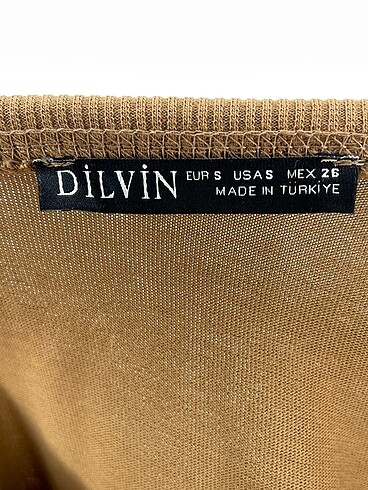 DİLVİN
EUR S USA S MEX 26
MADE IN TÜRKİYE